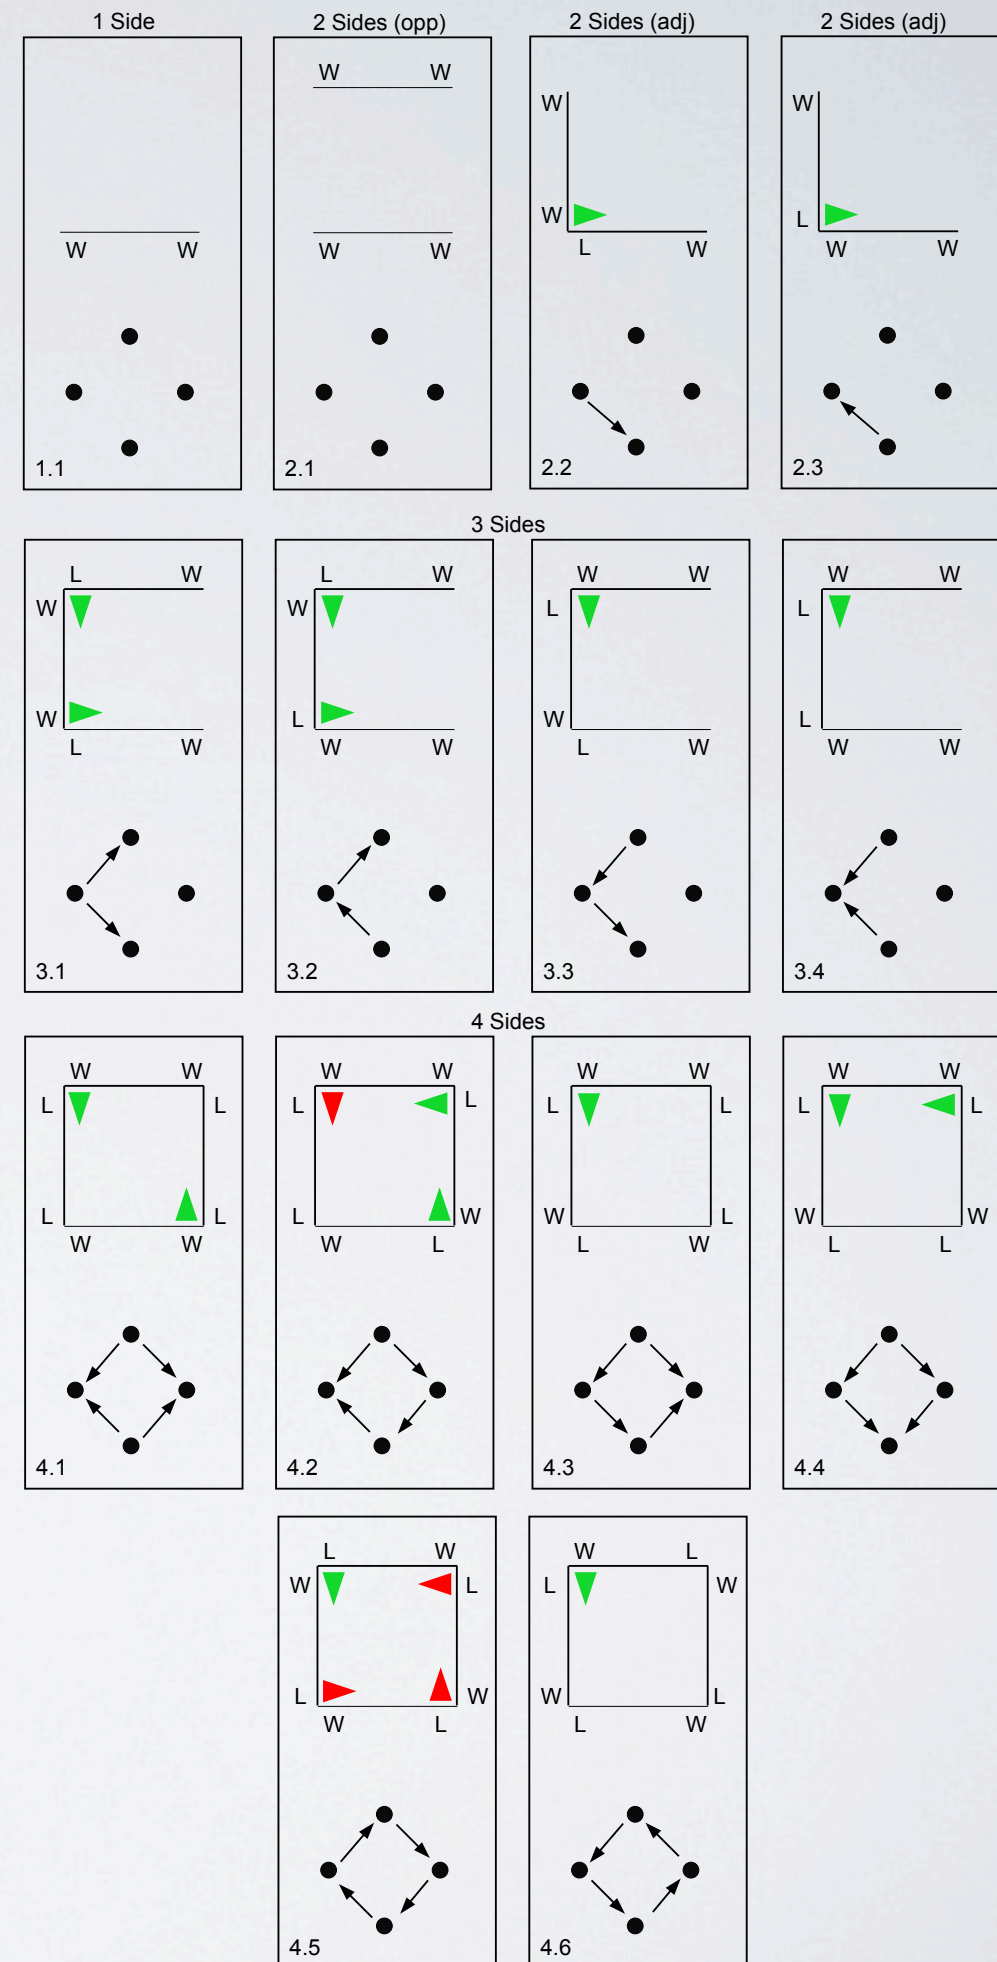 1 Side 2 Sides (opp) 2 Sides (adj) 2 Sides (adj)
W W W W
W W L
W W W W L W W W
1.1 2.1 2.2 2.3
3 Sides
L W L W W W W W
W W L L
W L W L
L W W W L W W W
3.1 3.2 3.3 3.4
4 Sides
W W W W W W W W
L L L L L L L L
L L L W W L W W
W W W L L W L L
4.1 4.2 4.3 4.4
L W W L
W L L W
L W W L
W L L W
4.5 4.6